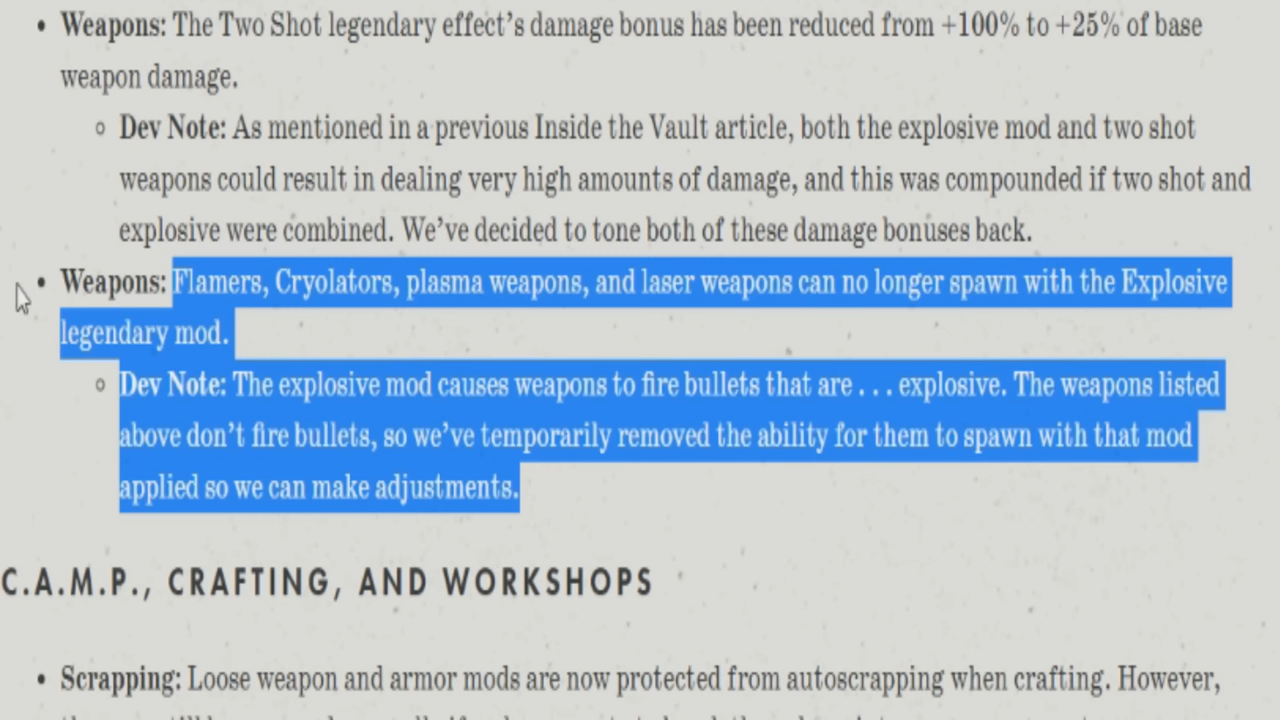 • Weapons: The Two Shot legendary effect’s damage bonus has been reduced from +100% to +25% of base
weapon damage.
○ Dev Note: As mentioned in a previous Inside the Vault article, both the explosive mod and two shot
weapons could result in dealing very high amounts of damage, and this was compounded if two shot and
explosive were combined. We’ve decided to tone both of these damage bonuses back.
• Weapons: Flamers, Cryolators, plasma weapons, and laser weapons can no longer spawn with the Explosive
legendary mod.
○ Dev Note: The explosive mod causes weapons to fire bullets that are . . . explosive. The weapons listed
above don’t fire bullets, so we’ve temporarily removed the ability for them to spawn with that mod
applied so we can make adjustments.
C.A.M.P., CRAFTING, AND WORKSHOPS
• Scrapping: Loose weapon and armor mods are now protected from autoscrapping when crafting. However,